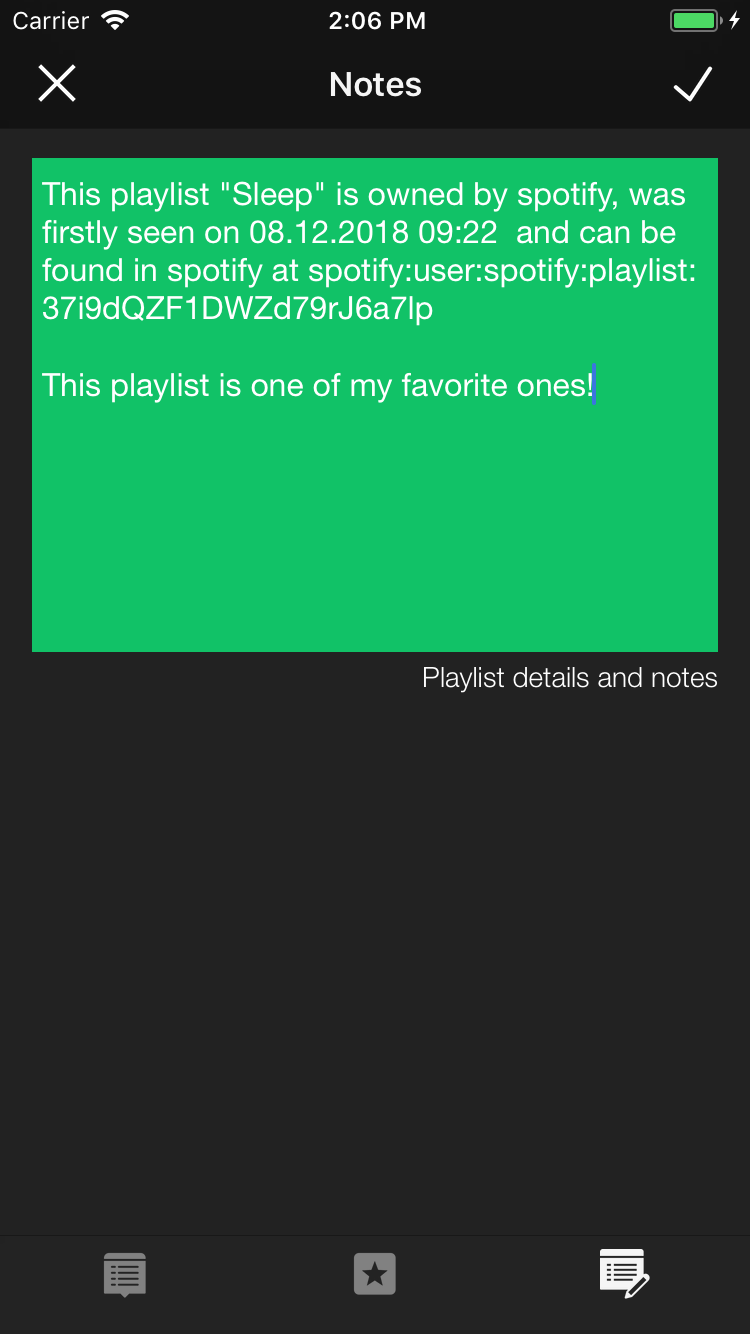 Carrier 2:06 PM
Notes
This playlist "Sleep" is owned by spotify, was
firstly seen on 08.12.2018 09:22  and can be
found in spotify at spotify:user:spotify:playlist:
37i9dQZF1DWZd79rJ6a7lp
This playlist is one of my favorite ones!
Playlist details and notes